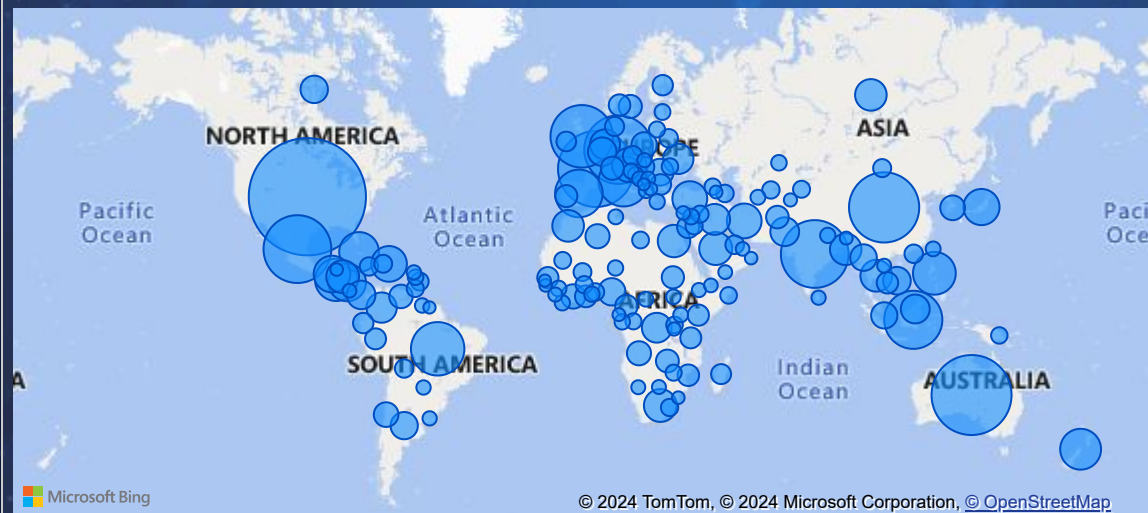 NORTH AMERICA
EUROPE
ASIA
Pacific
Ocean
Atlantic
Ocean
Paci
Oce
AFRICA
SOUTH AMERICA
Indian
Ocean
AUSTRALIA
A
Microsoft Bing
© 2024 TomTom, © 2024 Microsoft Corporation, © OpenStreetMap